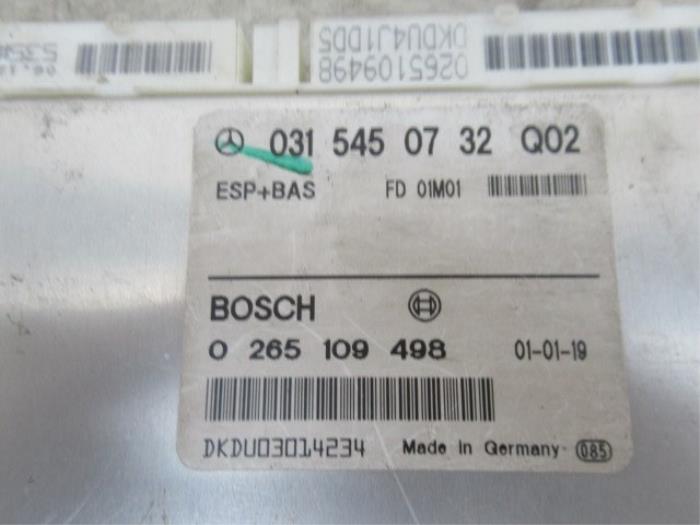 DKDU4J1DD5
0265109498
031 545 07 32 Q02
ESP+BAS FD 01M01
BOSCH
0 265 109 498 01-01-19
DKDU03014234 Made in Germany 085